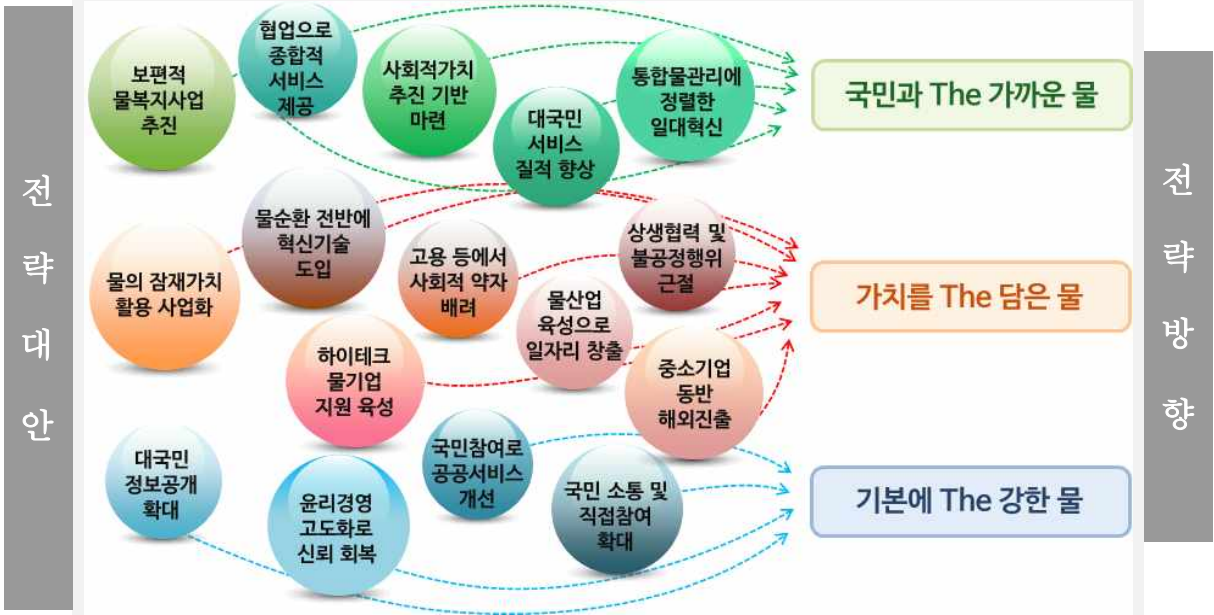 전
략
대
안
보편적
물복지사업
추진
협업으로
종합적
서비스
제공
사회적가치
추진 기반
마련
대국민
서비스
질적 향상
통합물관리에
정렬한
일대혁신
국민과 The 가까운 물
물의 잠재가치
활용 사업화
물순환 전반에
혁신기술
도입
고용 등에서
사회적 약자
배려
상생협력 및
불공정행위
근절
하이테크
물기업
지원 육성
물산업
육성으로
일자리 창출
중소기업
동반
해외진출
가치를 The 담은 물
대국민
정보공개
확대
윤리경영
고도화로
신뢰 회복
국민참여로
공공서비스
개선
국민 소통 및
직접참여
확대
기본에 The 강한 물
전
략
방
향